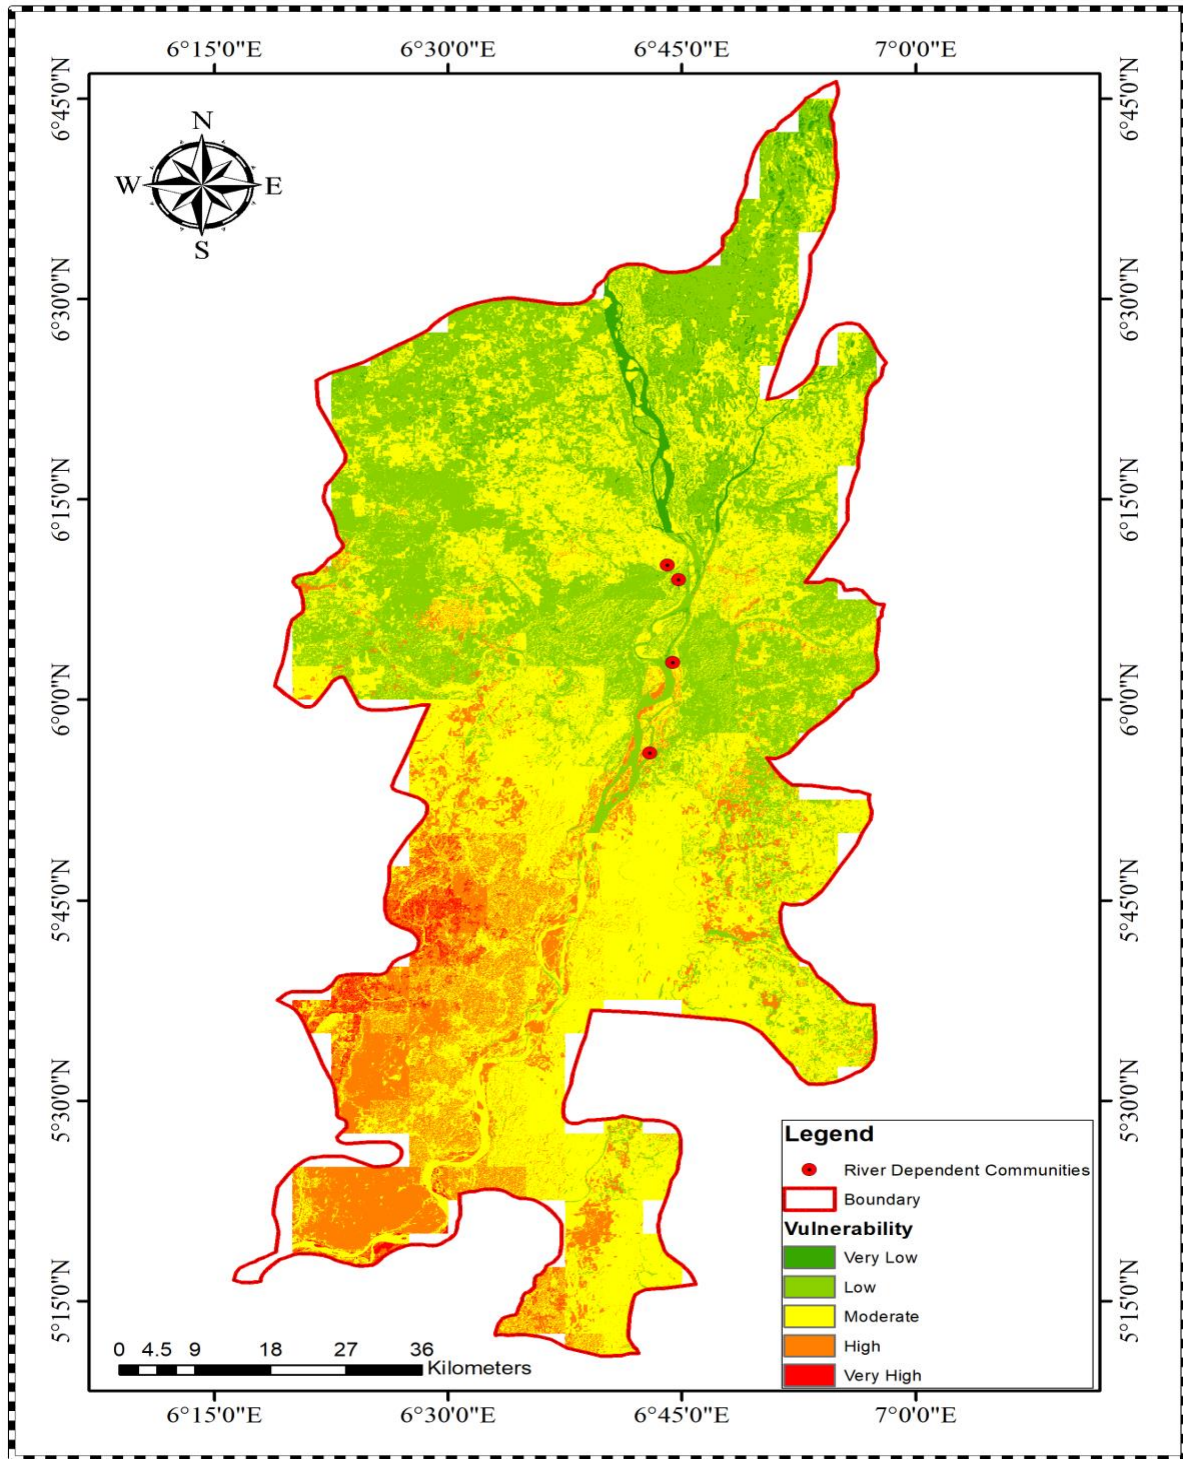 6°15'0"E 6°30'0"E 6°45'0"E 7°0'0"E
6°45'0"N 6°45'0"N
N
W E
S
6°30'0"N 6°30'0"N
6°15'0"N 6°15'0"N
6°0'0"N 6°0'0"N
5°45'0"N 5°45'0"N
5°30'0"N 5°30'0"N
Legend
River Dependent Communities
Boundary
Vulnerability
Very Low
Low
Moderate
High
Very High
5°15'0"N 5°15'0"N
0 4.5 9 18 27 36
Kilometers
6°15'0"E 6°30'0"E 6°45'0"E 7°0'0"E